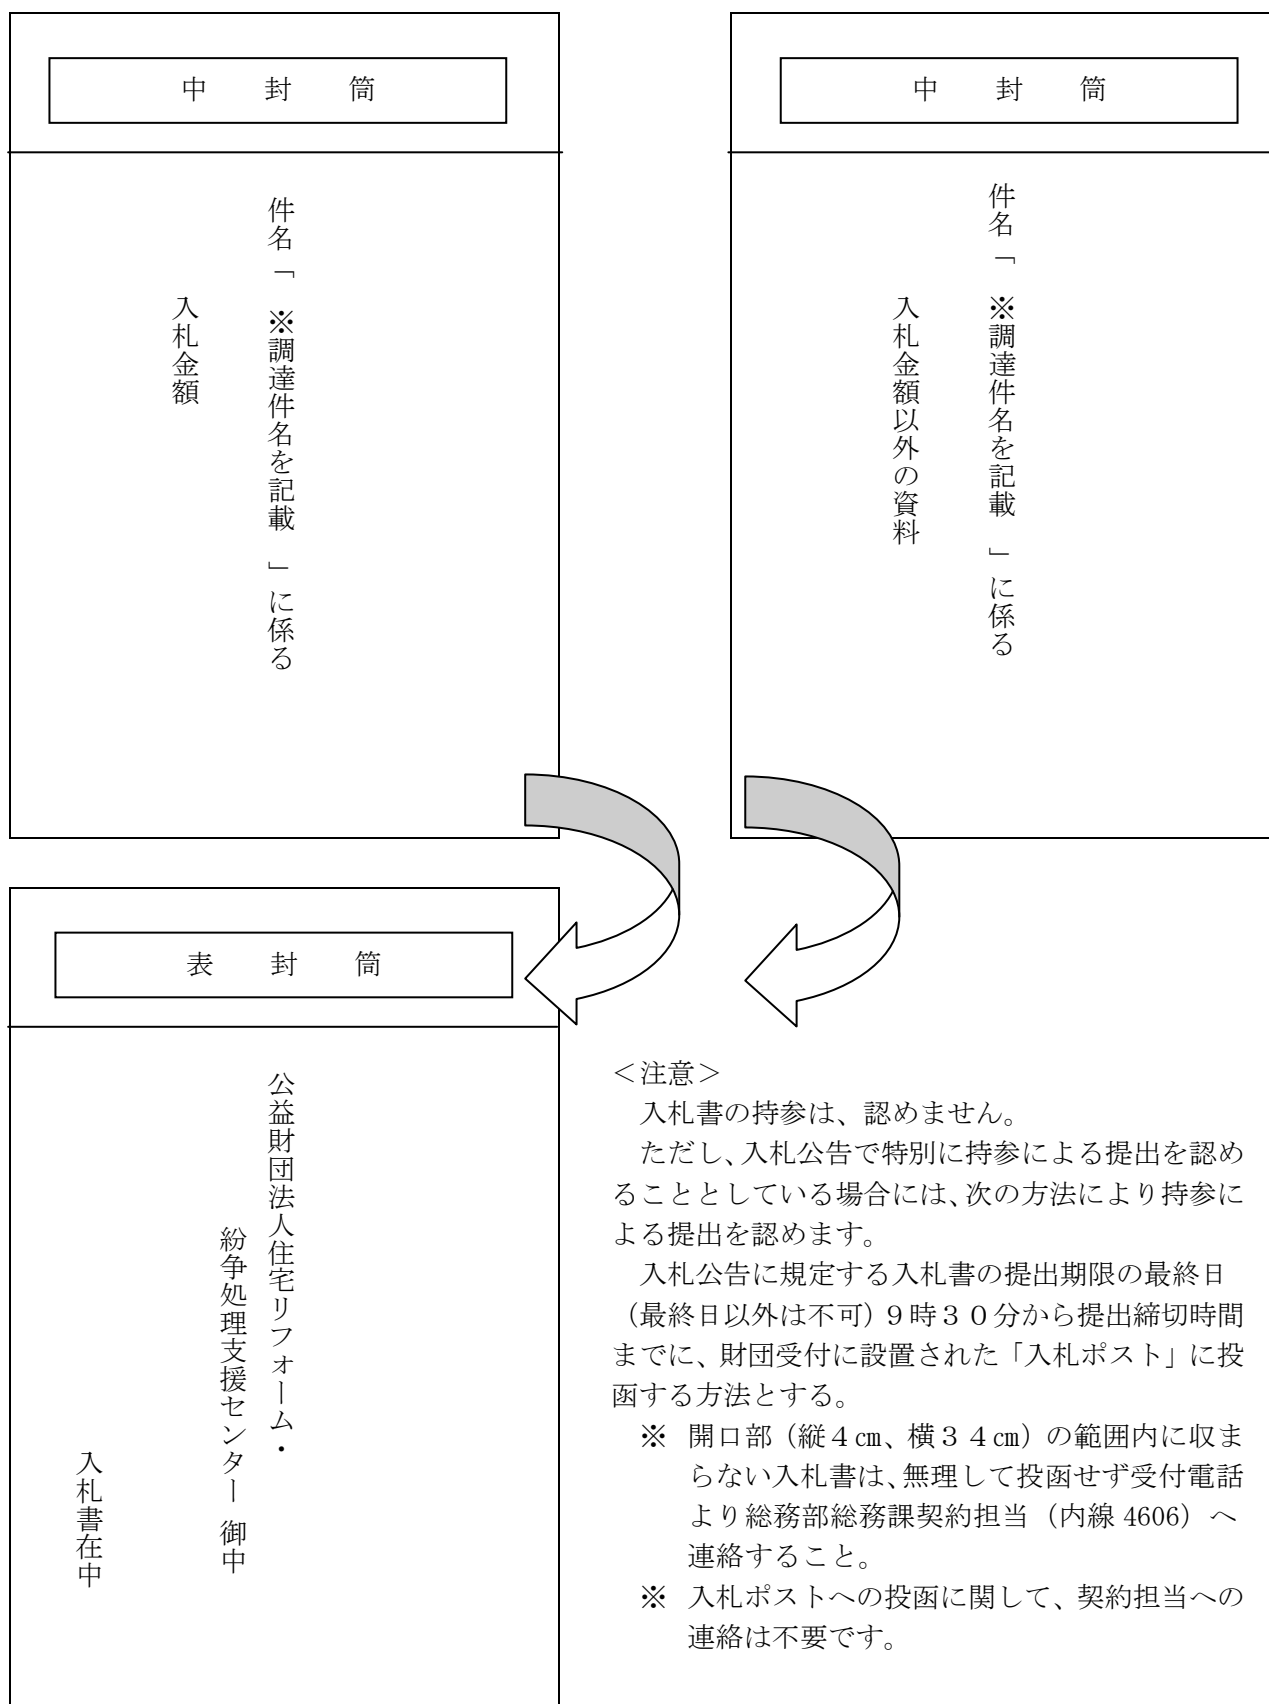 中　封　筒
件名「　※調達件名を記載　」に係る
入札金額
中　封　筒
件名「　※調達件名を記載　」に係る
入札金額以外の資料
表　封　筒
公益財団法人住宅リフォーム・
紛争処理支援センター 御中
入札書在中
＜注意＞
入札書の持参は、認めません。
ただし、入札公告で特別に持参による提出を認め
ることとしている場合には、次の方法により持参に
よる提出を認めます。
入札公告に規定する入札書の提出期限の最終日
（最終日以外は不可）９時３０分から提出締切時間
までに、財団受付に設置された「入札ポスト」に投
函する方法とする。
※ 開口部（縦４㎝、横３４㎝）の範囲内に収ま
らない入札書は、無理して投函せず受付電話
より総務部総務課契約担当（内線 4606）へ
連絡すること。
※ 入札ポストへの投函に関して、契約担当への
連絡は不要です。